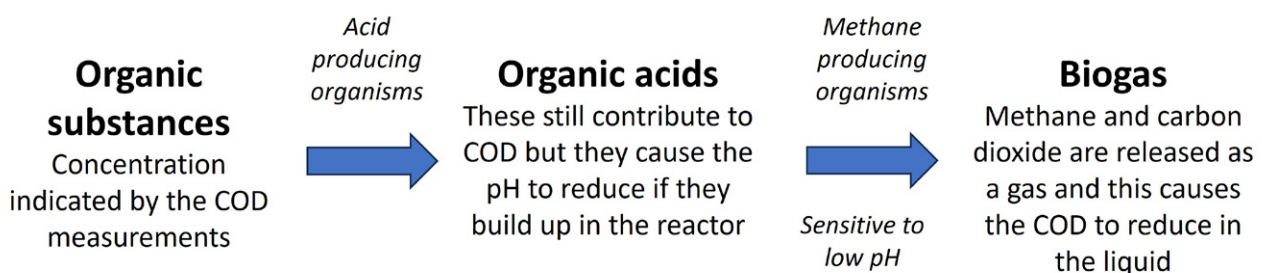 Organic
substances
Concentration
indicated by the COD
measurements
Acid
producing
organisms
Organic acids
These still contribute to
COD but they cause the
pH to reduce if they
build up in the reactor
Methane
producing
organisms
Sensitive to
low pH
Biogas
Methane and carbon
dioxide are released as
a gas and this causes
the COD to reduce in
the liquid